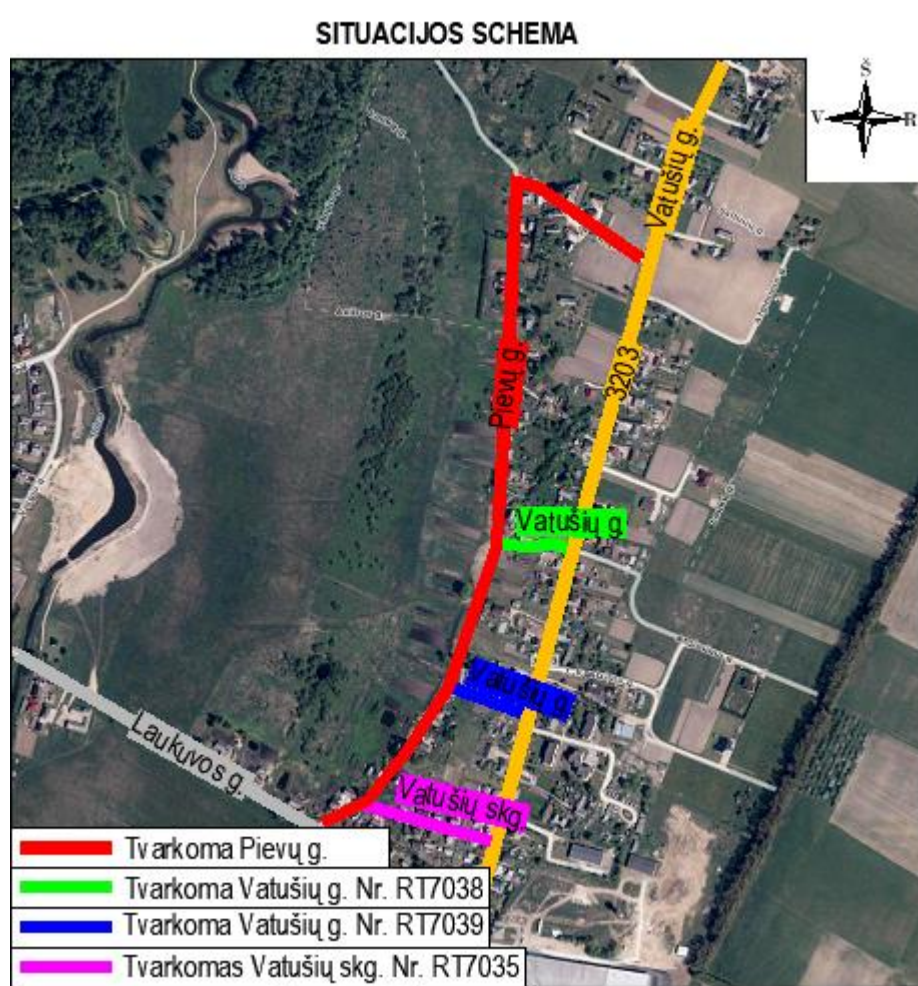 SITUACIJOS SCHEMA
Š
V
R
Vatušių g.
3203
Pievų g.
Vatušių g.
Vatušių g.
Laukuvos g.
Vatušių skg.
Tvarkoma Pievų g.
Tvarkoma Vatušių g. Nr. RT7038
Tvarkoma Vatušių g. Nr. RT7039
Tvarkomas Vatušių skg. Nr. RT7035